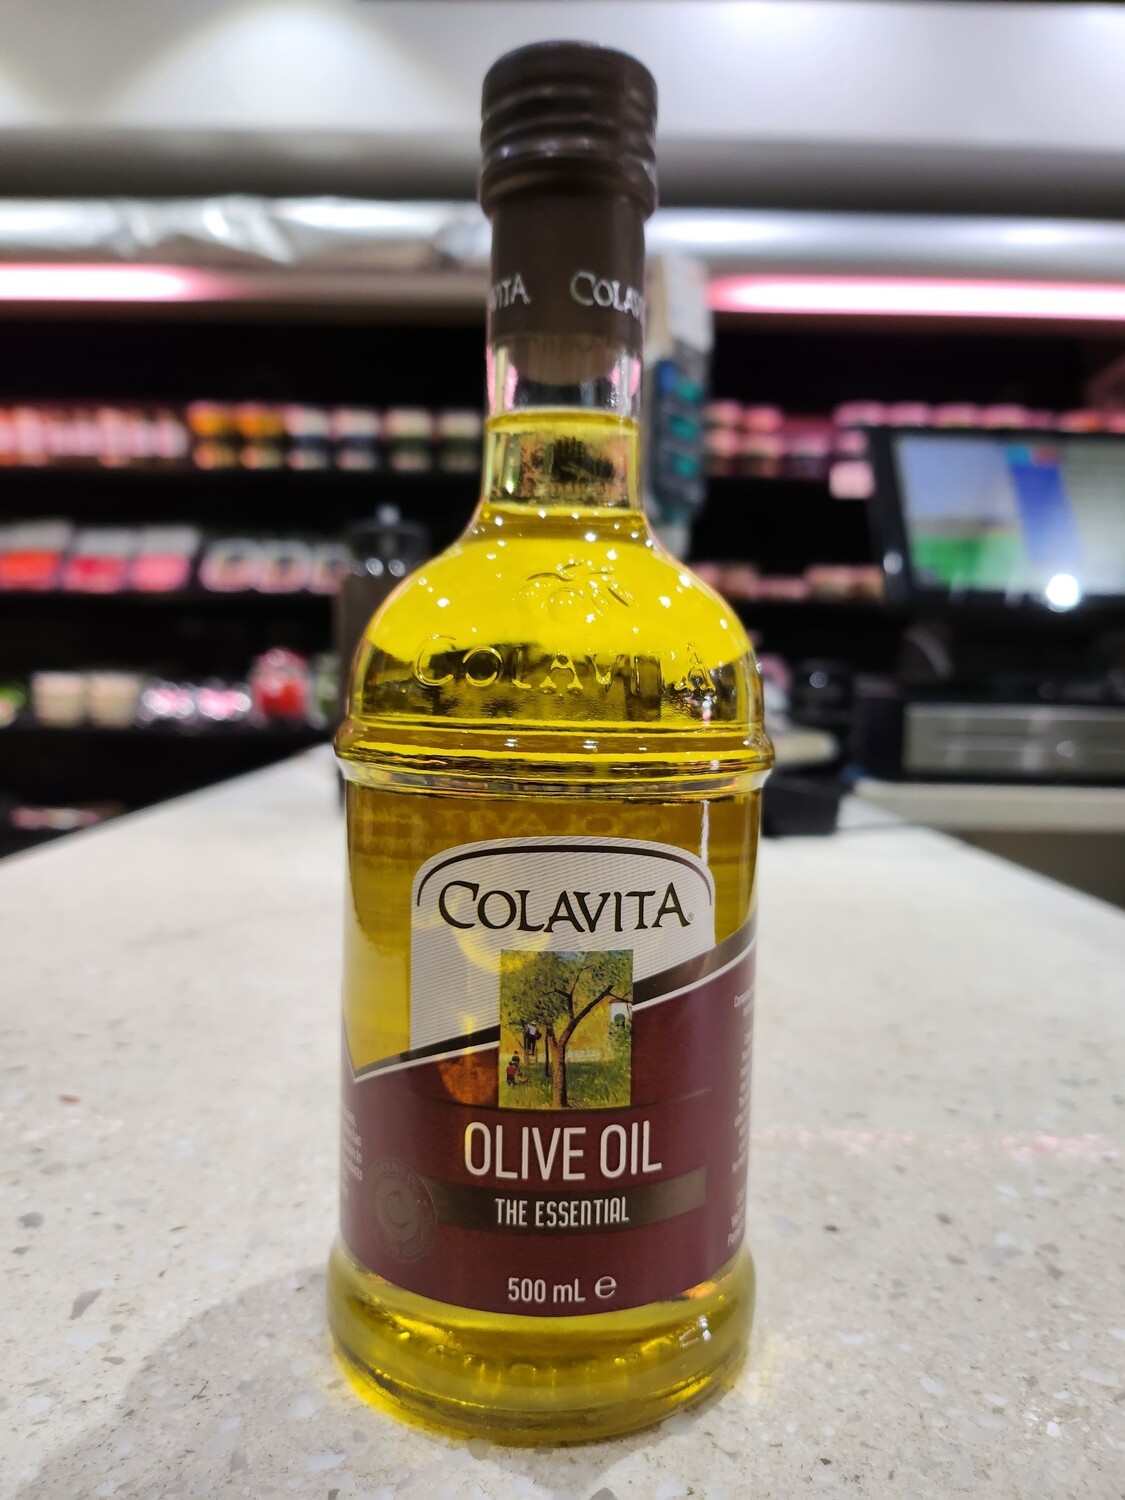 COLAVITA
COLAVITA
COLAVITA®
OLIVE OIL
THE ESSENTIAL
500 mL ℮